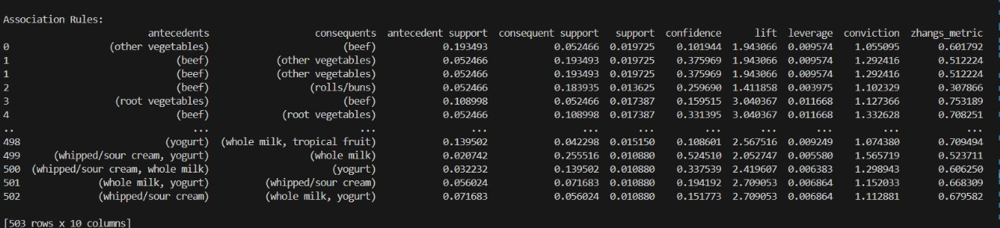 Association Rules:
antecedents consequents antecedent support consequent support support confidence lift leverage conviction zhangs_metric
0 (other vegetables) (beef) 0.193493 0.052466 0.019725 0.101944 1.943066 0.009574 1.055095 0.601792
1 (beef) (other vegetables) 0.052466 0.193493 0.019725 0.375969 1.943066 0.009574 1.292416 0.512224
1 (beef) (other vegetables) 0.052466 0.193493 0.019725 0.375969 1.943066 0.009574 1.292416 0.512224
2 (beef) (rolls/buns) 0.052466 0.183935 0.013625 0.259690 1.411858 0.003975 1.102329 0.307866
3 (root vegetables) (beef) 0.108998 0.052466 0.017387 0.159515 3.040367 0.011668 1.127366 0.753189
4 (beef) (root vegetables) 0.052466 0.108998 0.017387 0.331395 3.040367 0.011668 1.332628 0.708251
.. ... ... ... ... ... ... ... ... ... ...
498 (yogurt) (whole milk, tropical fruit) 0.139502 0.042298 0.015150 0.108601 2.567516 0.009249 1.074380 0.709494
499 (whipped/sour cream, yogurt) (whole milk) 0.020742 0.255516 0.010880 0.524510 2.052747 0.005580 1.565719 0.523711
500 (whipped/sour cream, whole milk) (yogurt) 0.032232 0.139502 0.010880 0.337539 2.419607 0.006383 1.298943 0.606250
501 (whole milk, yogurt) (whipped/sour cream) 0.056024 0.071683 0.010880 0.194192 2.709053 0.006864 1.152033 0.668309
502 (whipped/sour cream) (whole milk, yogurt) 0.071683 0.056024 0.010880 0.151773 2.709053 0.006864 1.112881 0.679582
[503 rows x 10 columns]